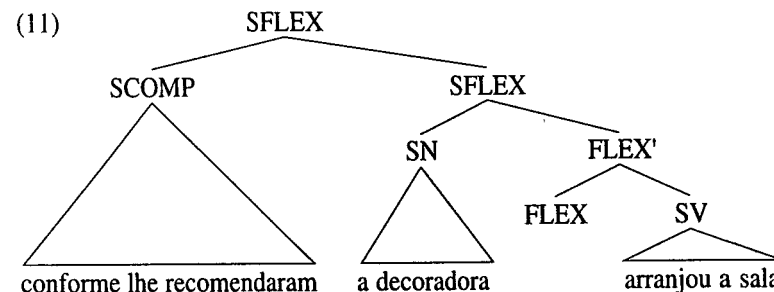 (11) SFLEX
SCOMP SFLEX
SN FLEX'
FLEX SV
conforme lhe recomendaram a decoradora arranjou a sala